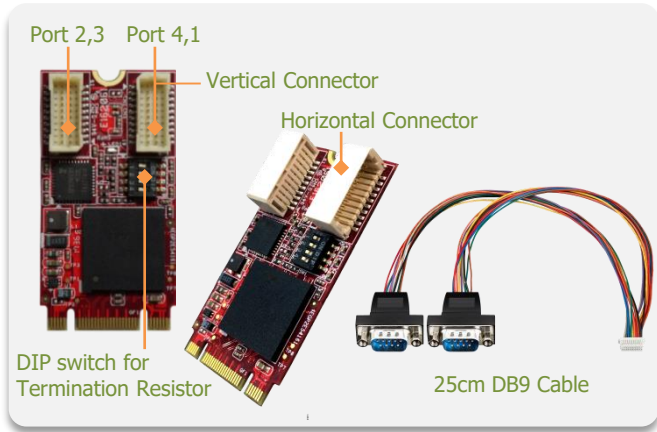 Port 2,3 Port 4,1
Vertical Connector
Horizontal Connector
DIP switch for
Termination Resistor
25cm DB9 Cable